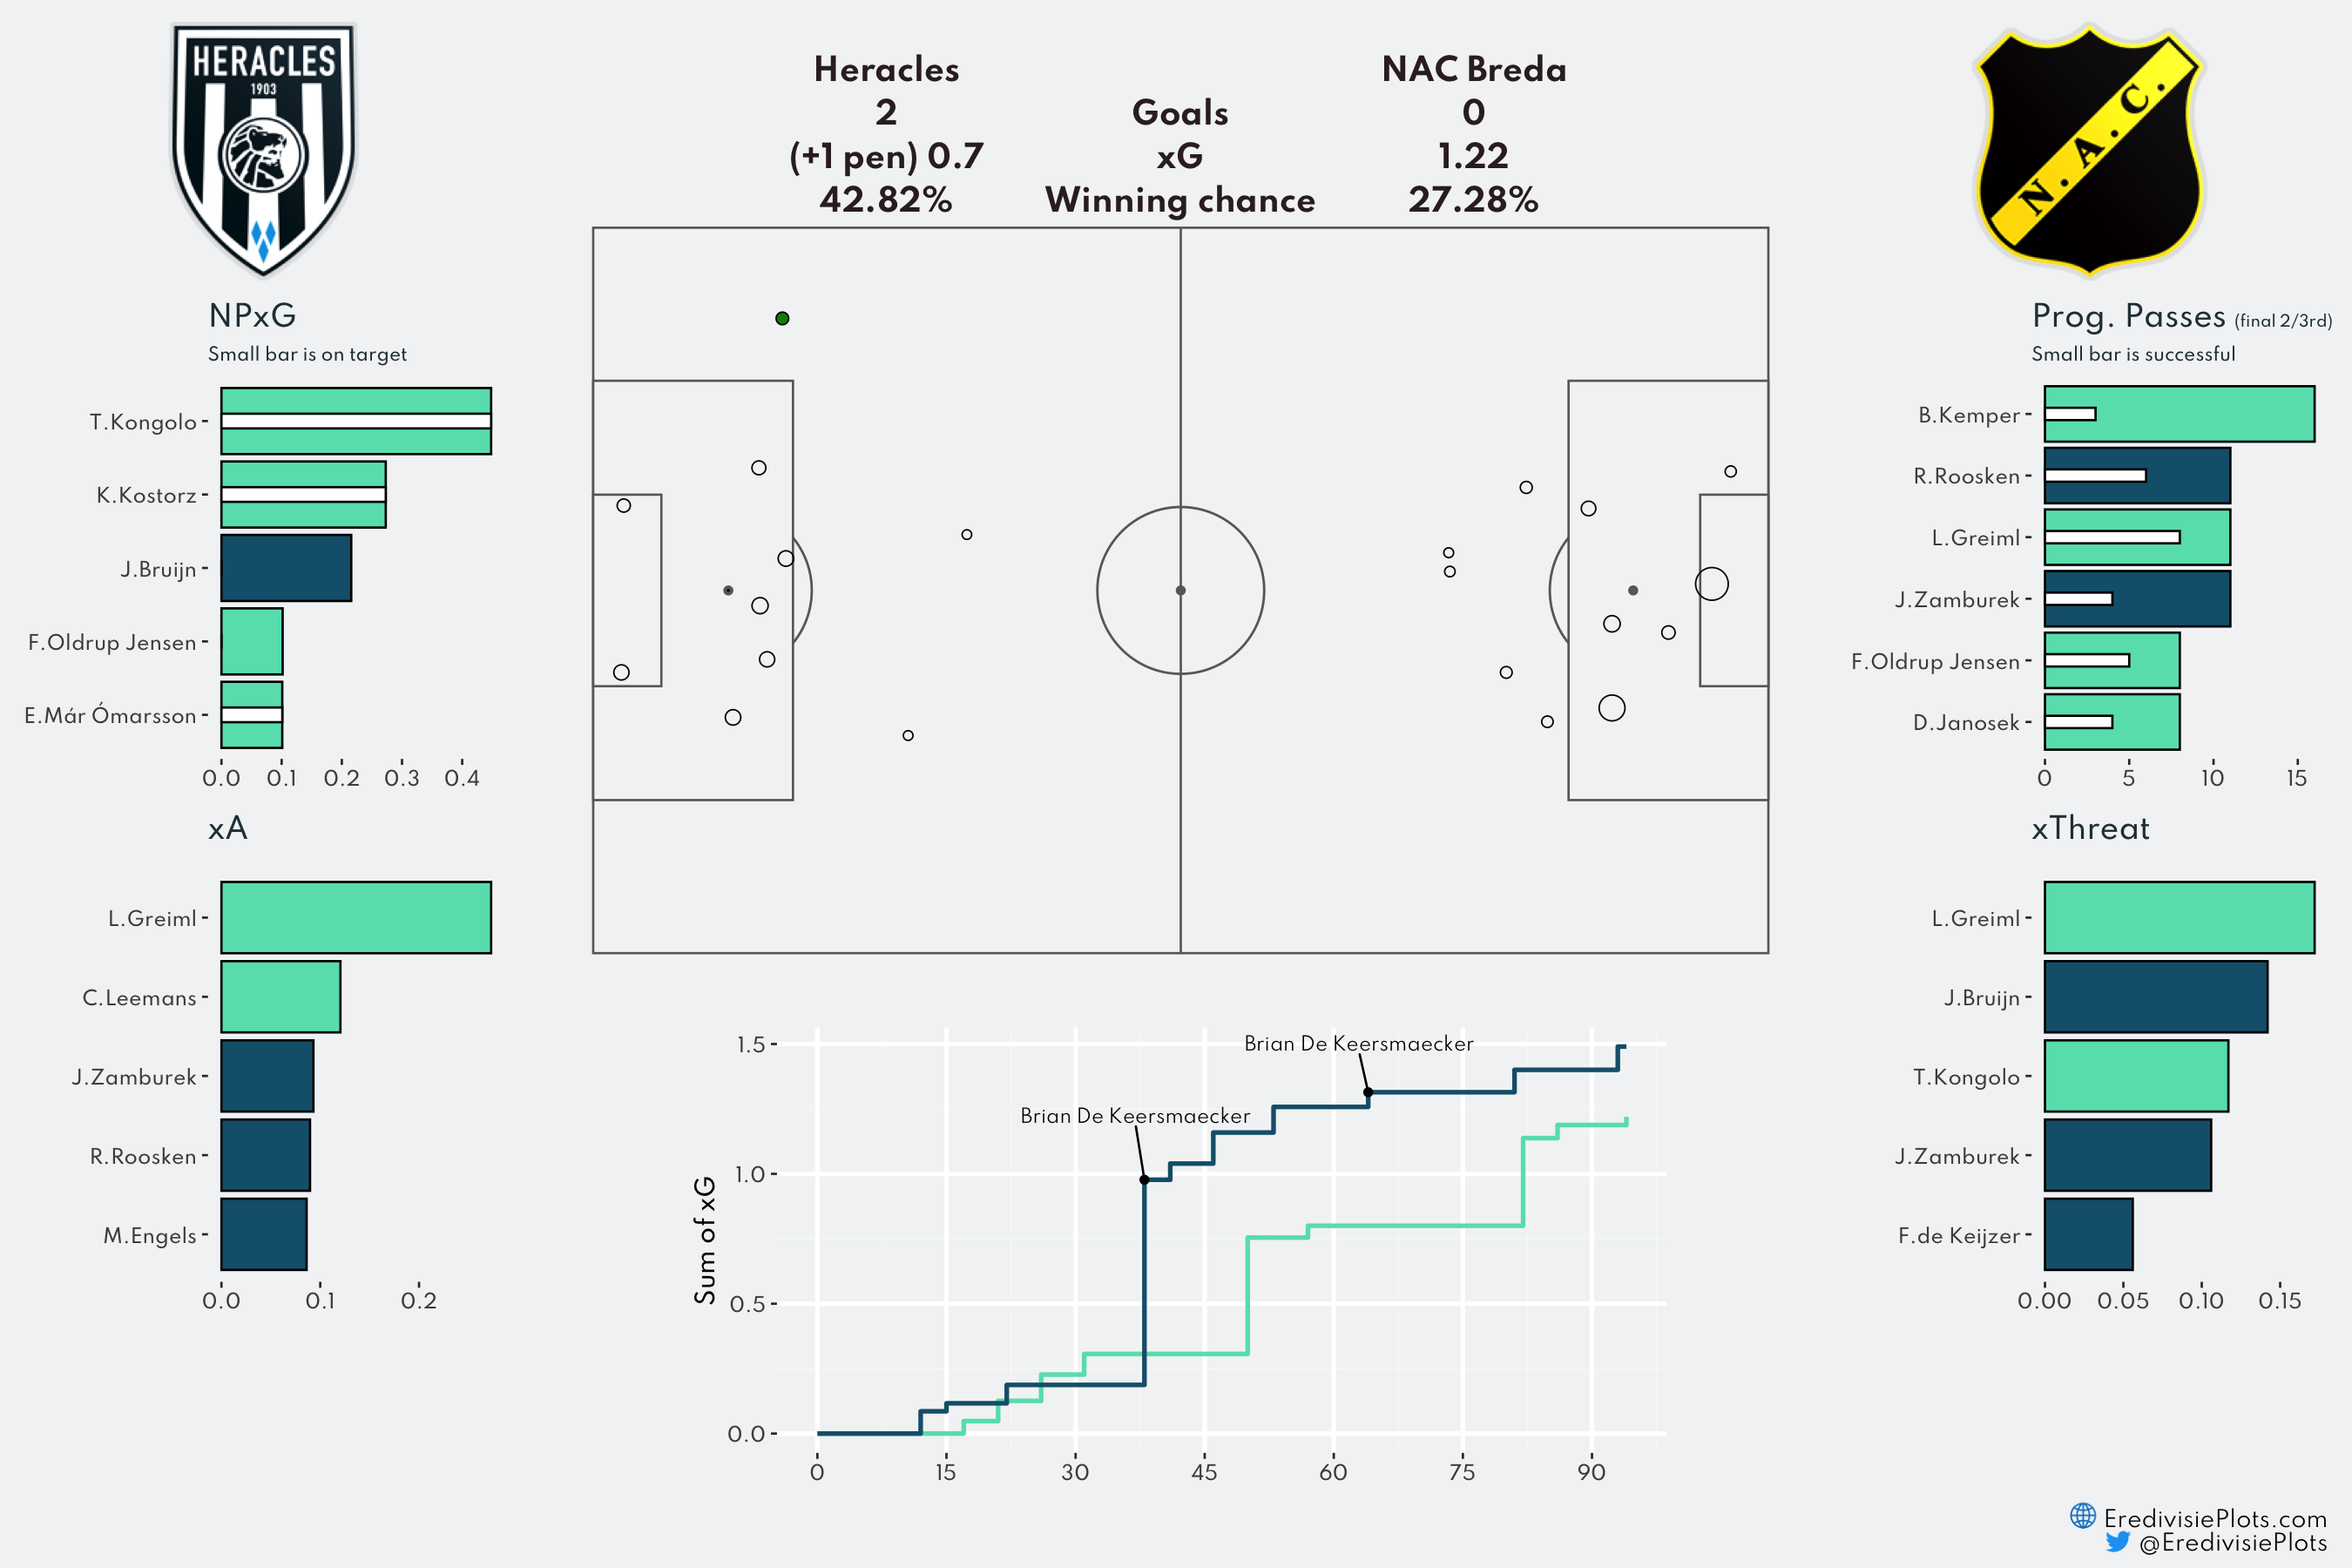 HERACLES
1903
N.A.C.
Heracles
NAC Breda
2
Goals
0
(+1 pen) 0.7
xG
1.22
42.82%
Winning chance
27.28%
NPxG
Small bar is on target
T.Kongolo
K.Kostorz
J.Bruijn
F.Oldrup Jensen
E.Már Ómarsson
0.0 0.1 0.2 0.3 0.4
Prog. Passes (final 2/3rd)
Small bar is successful
B.Kemper
R.Roosken
L.Greiml
J.Zamburek
F.Oldrup Jensen
D.Janosek
0 5 10 15
xA
L.Greiml
C.Leemans
J.Zamburek
R.Roosken
M.Engels
0.0 0.1 0.2
xThreat
L.Greiml
J.Bruijn
T.Kongolo
J.Zamburek
F.de Keijzer
0.00 0.05 0.10 0.15
Sum of xG
1.5
1.0
0.5
0.0
Brian De Keersmaecker
Brian De Keersmaecker
0 15 30 45 60 75 90
EredivisiePlots.com
@EredivisiePlots